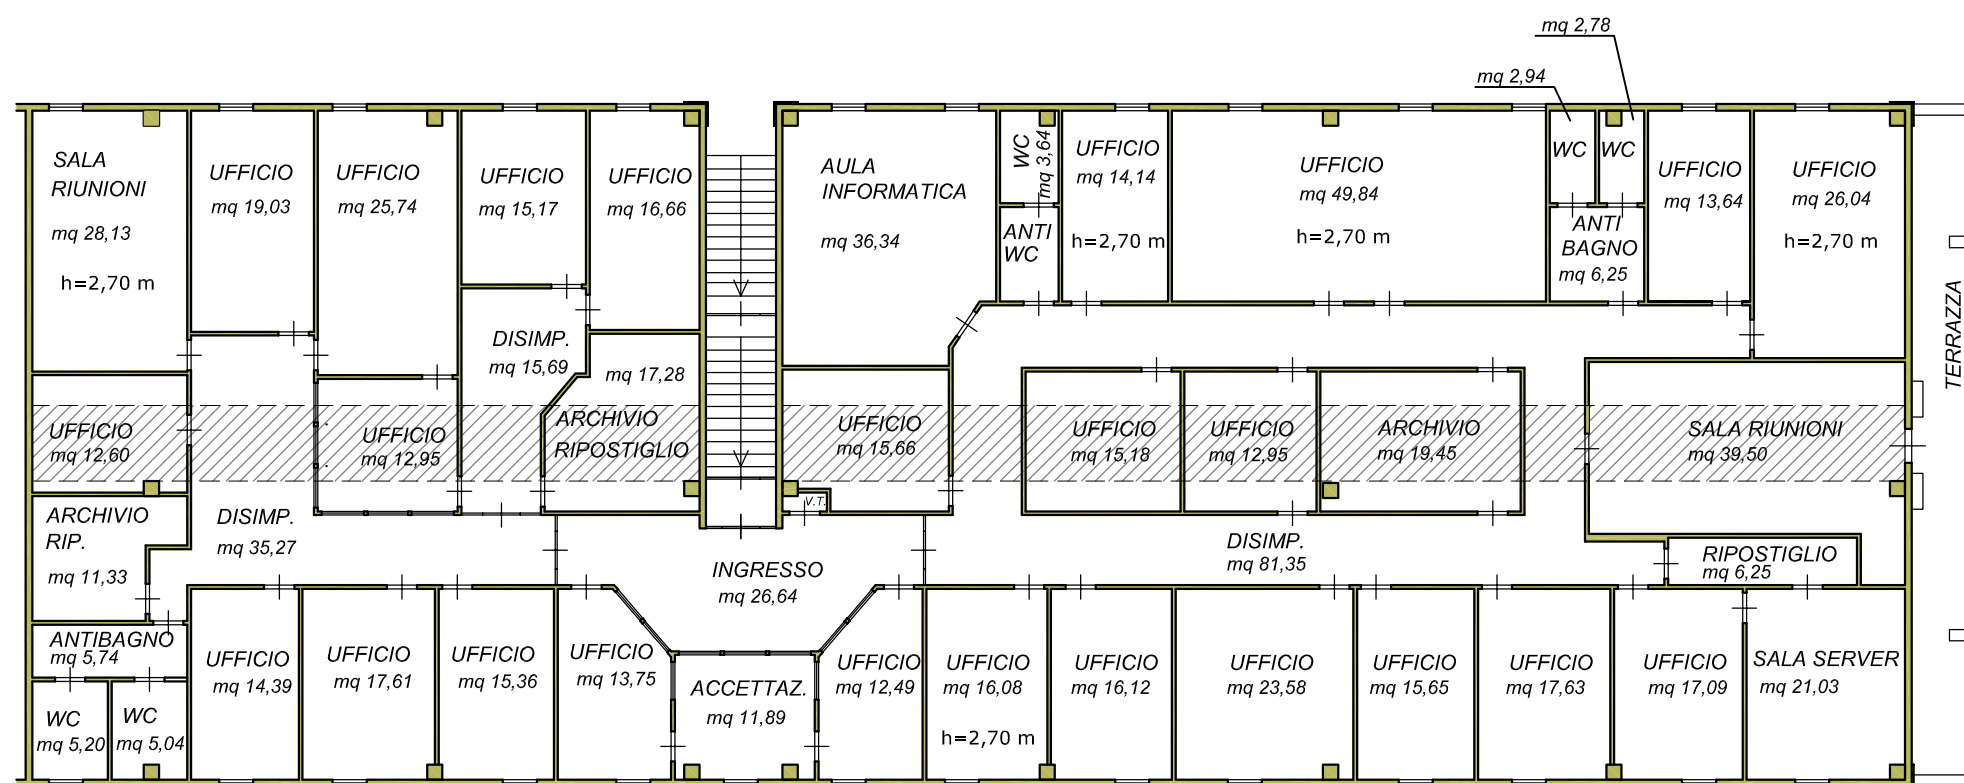 mq 2,78
mq 2,94
SALA
RIUNIONI
mq 28,13
h=2,70 m
UFFICIO
mq 19,03
UFFICIO
mq 25,74
UFFICIO
mq 15,17
UFFICIO
mq 16,66
AULA
INFORMATICA
mq 36,34
WC
mq 3,64
ANTI
WC
UFFICIO
mq 14,14
h=2,70 m
UFFICIO
mq 49,84
h=2,70 m
WC
WC
ANTI
BAGNO
mq 6,25
UFFICIO
mq 13,64
UFFICIO
mq 26,04
h=2,70 m
TERRAZZA
DISIMP.
mq 15,69
mq 17,28
ARCHIVIO
RIPOSTIGLIO
UFFICIO
mq 12,60
UFFICIO
mq 12,95
UFFICIO
mq 15,66
V.T.
UFFICIO
mq 15,18
UFFICIO
mq 12,95
ARCHIVIO
mq 19,45
SALA RIUNIONI
mq 39,50
ARCHIVIO
RIP.
mq 11,33
DISIMP.
mq 35,27
INGRESSO
mq 26,64
DISIMP.
mq 81,35
RIPOSTIGLIO
mq 6,25
ANTIBAGNO
mq 5,74
WC
mq 5,20
WC
mq 5,04
UFFICIO
mq 14,39
UFFICIO
mq 17,61
UFFICIO
mq 15,36
UFFICIO
mq 13,75
ACCETTAZ.
mq 11,89
UFFICIO
mq 12,49
UFFICIO
mq 16,08
h=2,70 m
UFFICIO
mq 16,12
UFFICIO
mq 23,58
UFFICIO
mq 15,65
UFFICIO
mq 17,63
UFFICIO
mq 17,09
SALA SERVER
mq 21,03